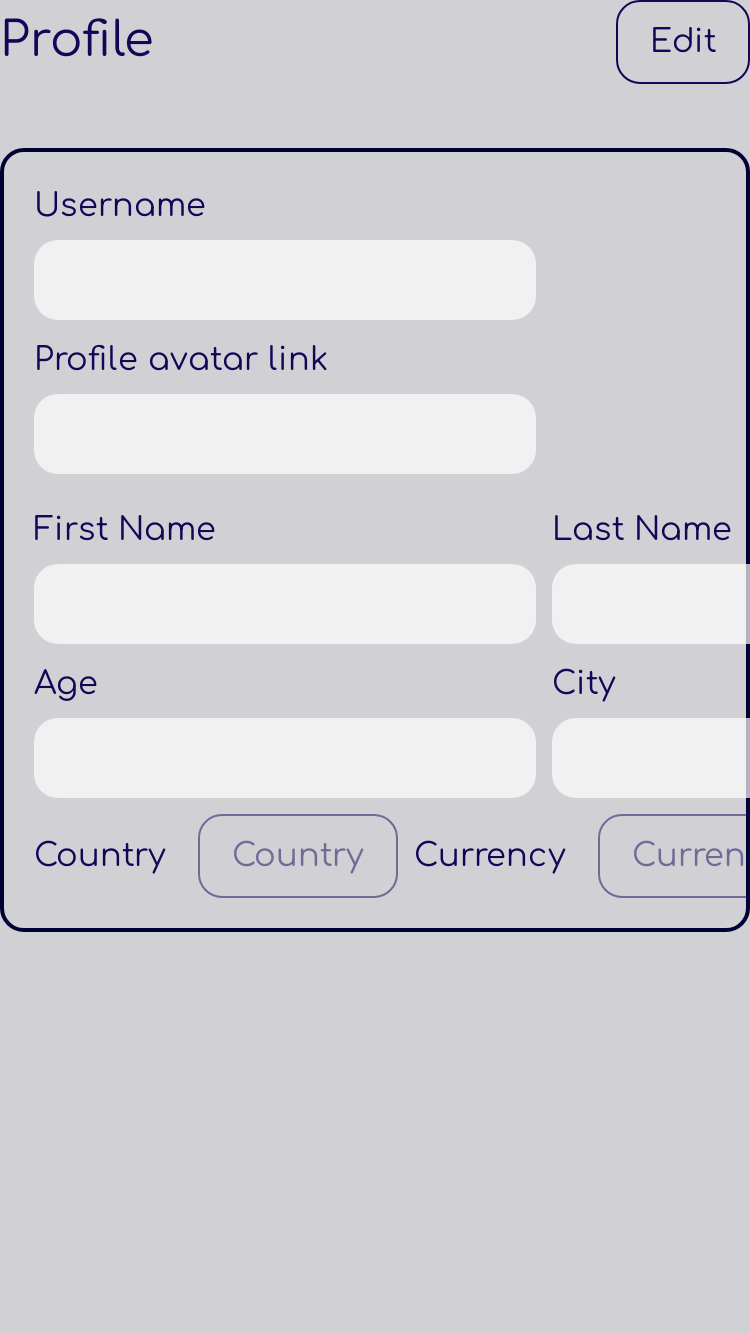 Profile
Edit
Username
Profile avatar link
First Name
Last Name
Age
City
Country
Country
Currency
Curren